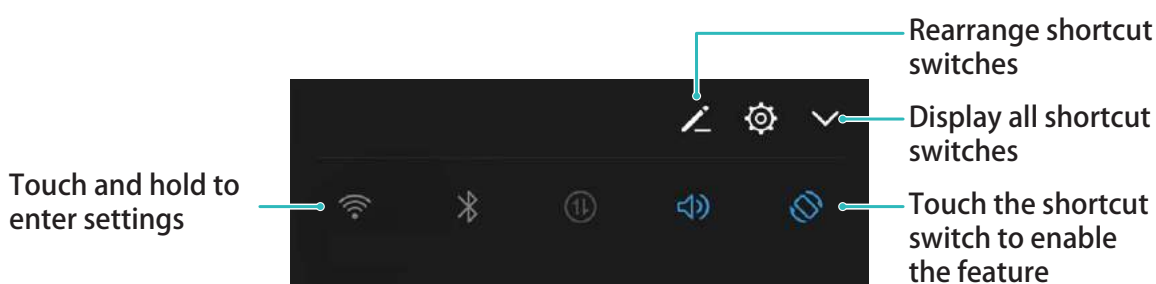 Rearrange shortcut
switches
Display all shortcut
switches
Touch and hold to
enter settings
Touch the shortcut
switch to enable
the feature